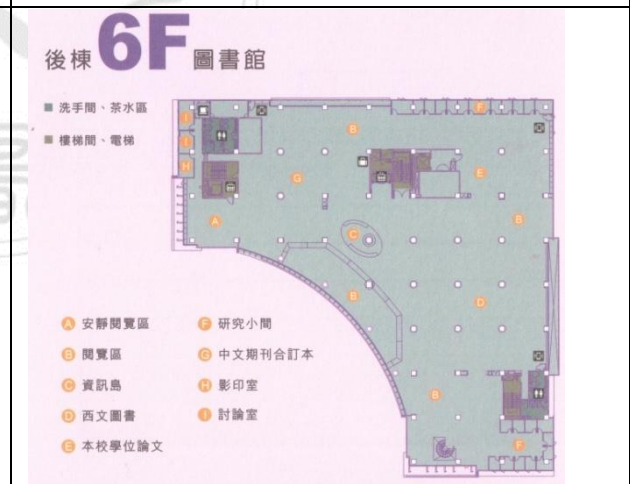 後棟6F圖書館
洗手間、茶水區
樓梯間、電梯
I
I
H
A
G
B
F
E
B
C
B
D
B
F
A 安靜閱覽區
B 閱覽區
C 資訊島
D 西文圖書
E 本校學位論文
F 研究小間
G 中文期刊合訂本
H 影印室
I 討論室